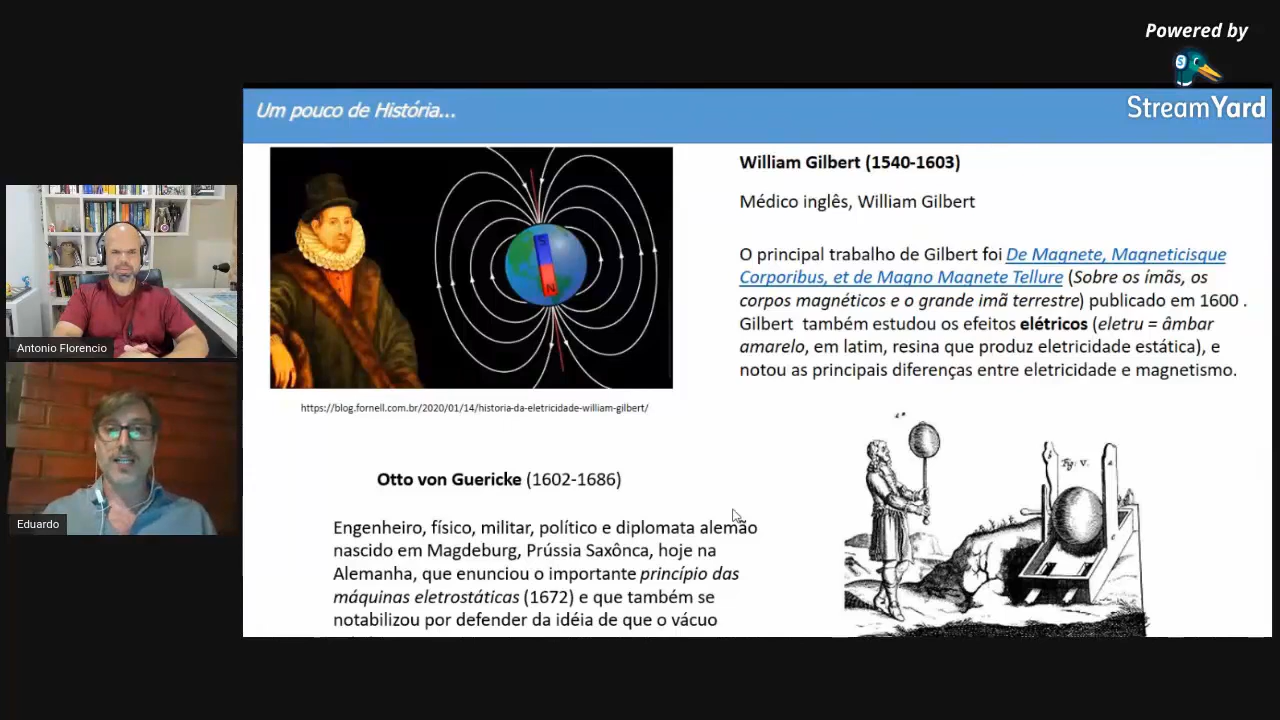 Powered by
StreamYard
Um pouco de História...
William Gilbert (1540-1603)
Médico inglês, William Gilbert
O principal trabalho de Gilbert foi De Magnete, Magneticisque
Corporibus, et de Magno Magnete Tellure (Sobre os ímãs, os
corpos magnéticos e o grande imã terrestre) publicado em 1600 .
Gilbert também estudou os efeitos elétricos (eletru = âmbar
amarelo, em latim, resina que produz eletricidade estática), e
notou as principais diferenças entre eletricidade e magnetismo.
S
N
https://blog.fornell.com.br/2020/01/14/historia-da-eletricidade-william-gilbert/
Otto von Guericke (1602-1686)
Engenheiro, físico, militar, político e diplomata alemão
nascido em Magdeburg, Prússia Saxônca, hoje na
Alemanha, que enunciou o importante princípio das
máquinas eletrostáticas (1672) e que também se
notabilizou por defender da idéia de que o vácuo
Fig: V.
Antonio Florencio
Eduardo